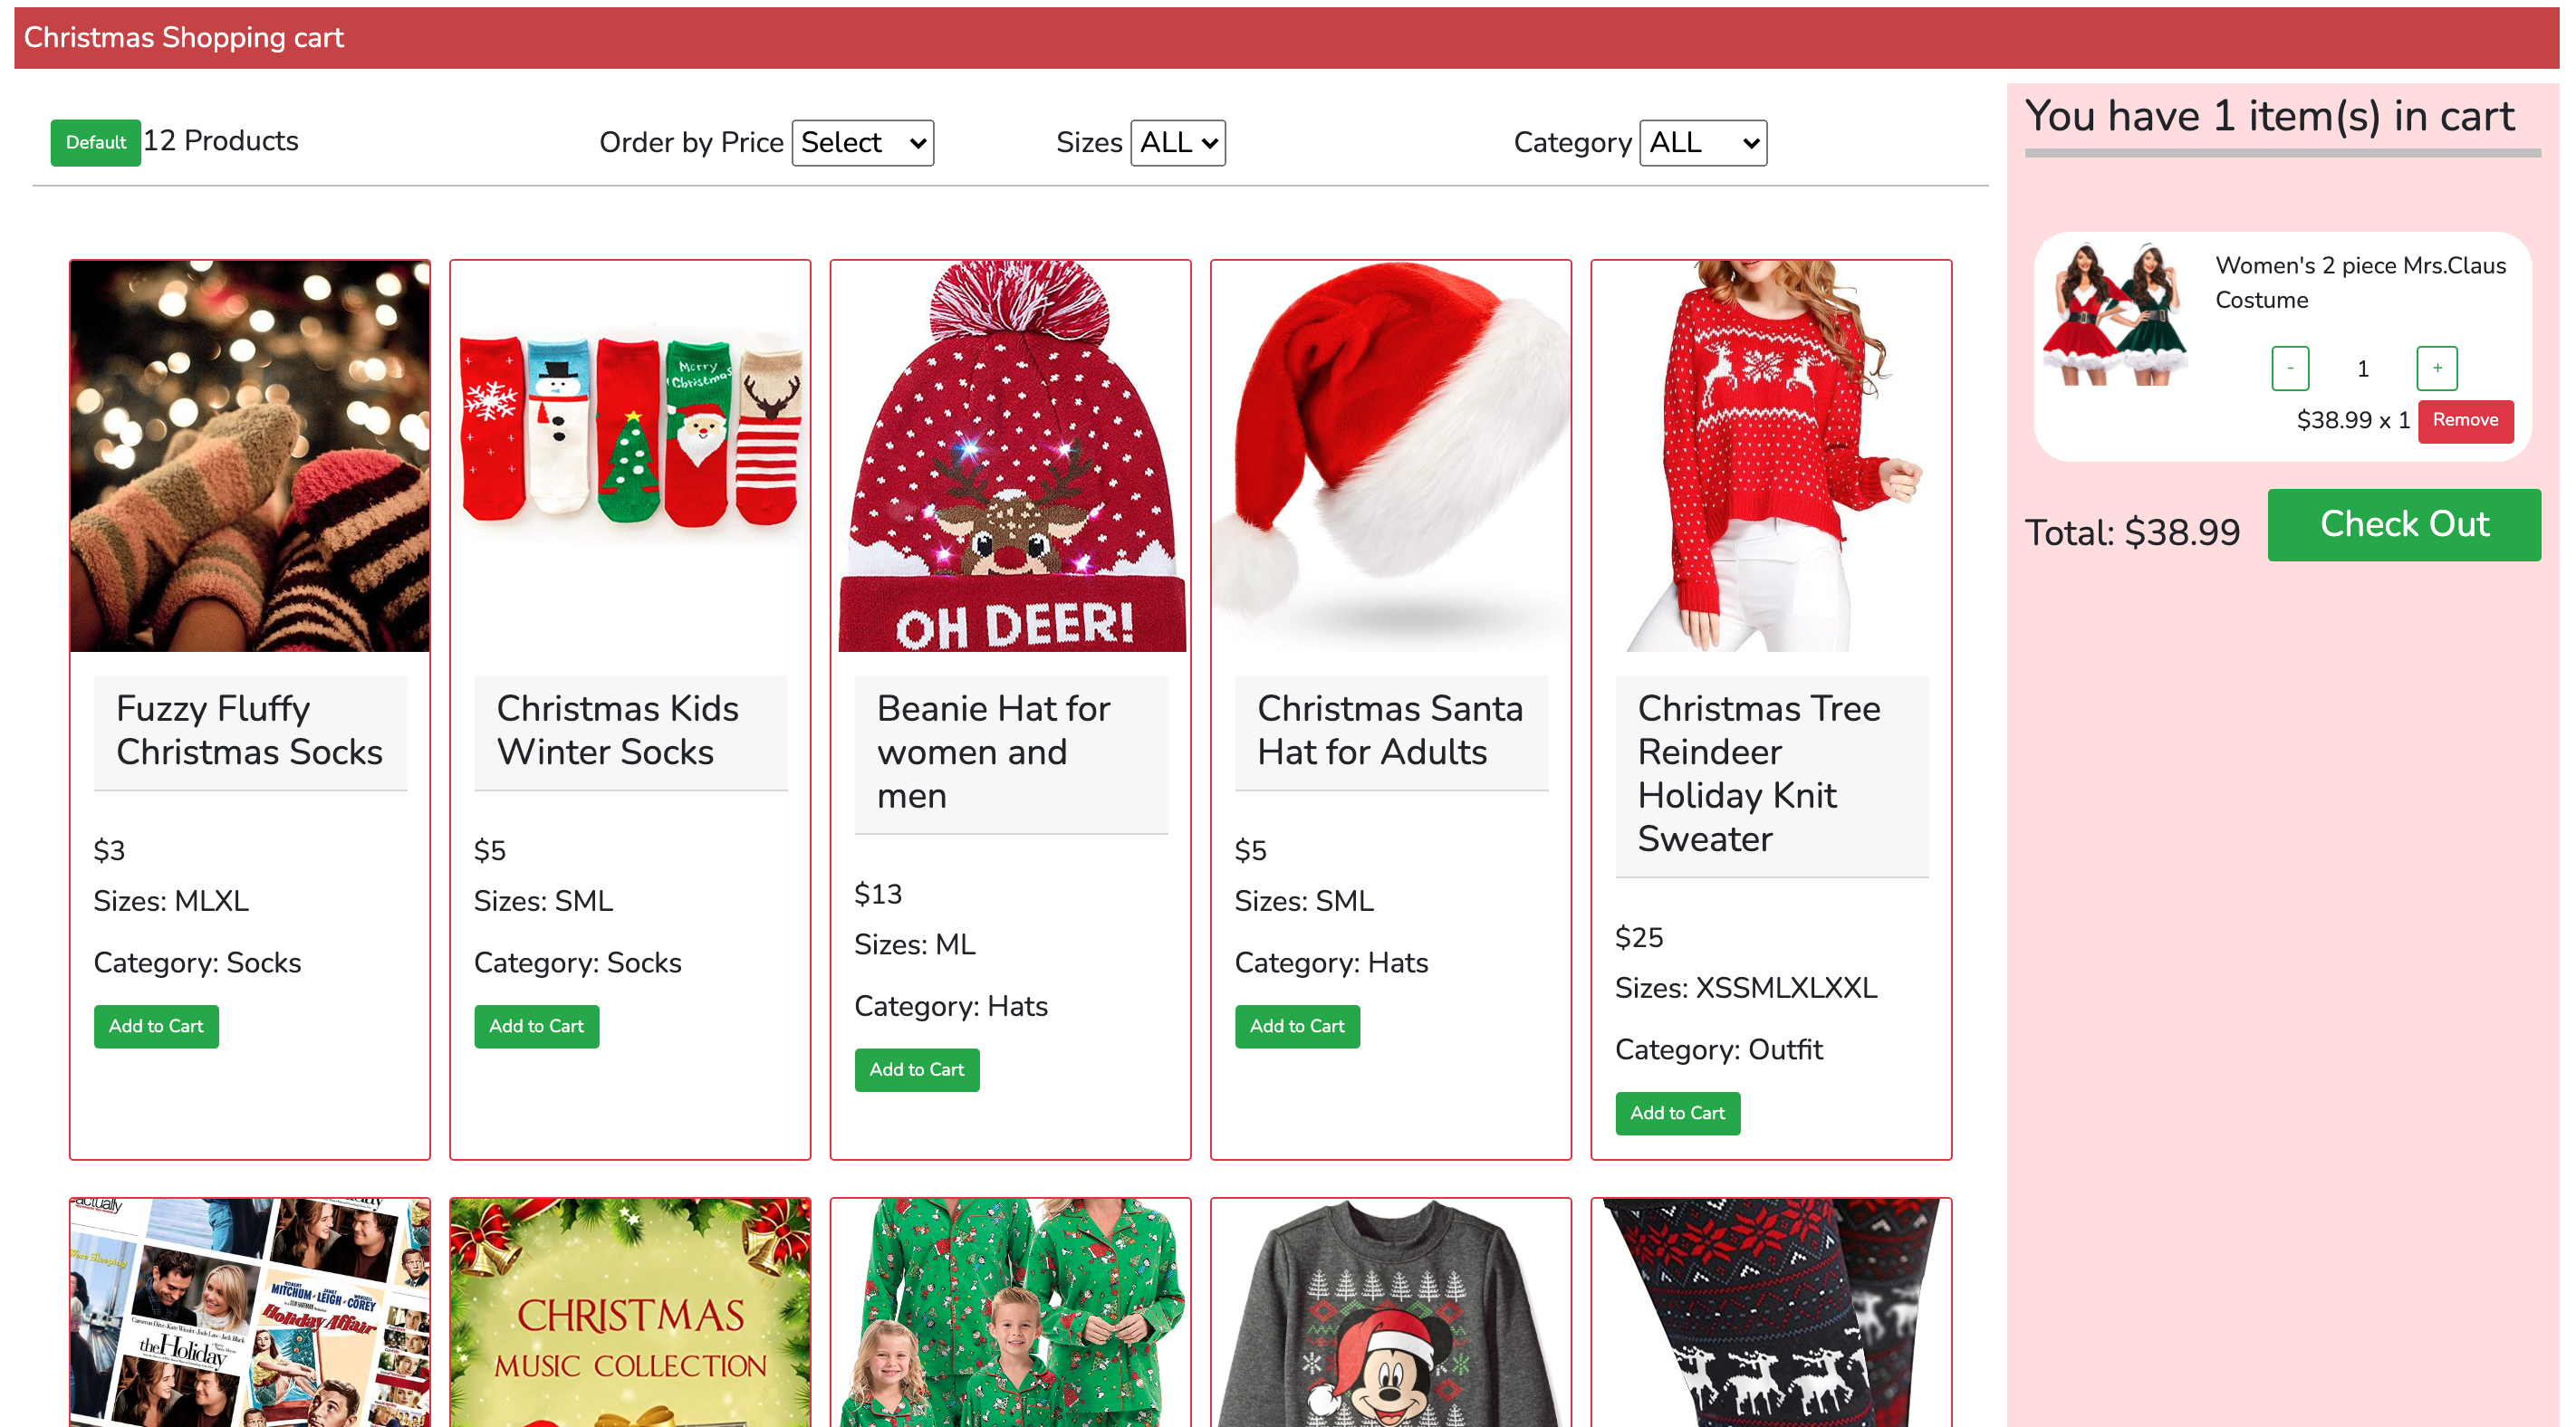 Christmas Shopping cart
Default 12 Products
Order by Price Select
Sizes ALL
Category ALL
You have 1 item(s) in cart
Women's 2 piece Mrs.Claus
Costume
- 1 +
$38.99 x 1 Remove
Total: $38.99 Check Out
Merry
Christmas
OH DEER!
Fuzzy Fluffy
Christmas Socks
$3
Sizes: MLXL
Category: Socks
Add to Cart
Christmas Kids
Winter Socks
$5
Sizes: SML
Category: Socks
Add to Cart
Beanie Hat for
women and
men
$13
Sizes: ML
Category: Hats
Add to Cart
Christmas Santa
Hat for Adults
$5
Sizes: SML
Category: Hats
Add to Cart
Christmas Tree
Reindeer
Holiday Knit
Sweater
$25
Sizes: XSSMLXLXXL
Category: Outfit
Add to Cart
actually
Were Sleeping
ROBERT JANET WENDELL
MITCHUM LEIGH COREY
Holiday Affair
the Holiday
CHRISTMAS
MUSIC COLLECTION